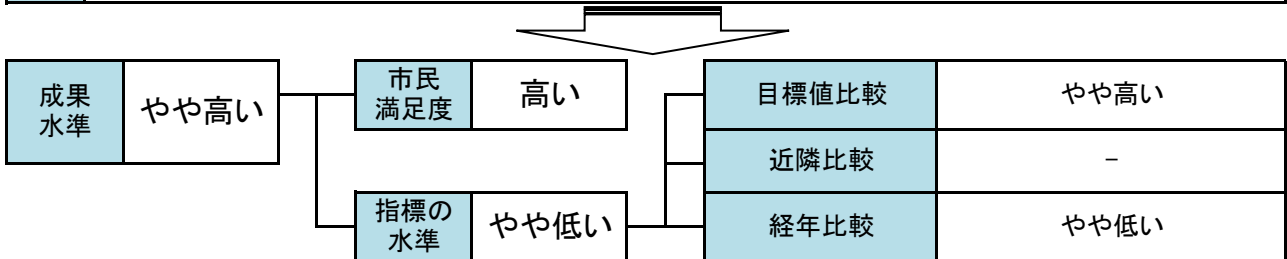 成果
水準
やや高い
市民
満足度
高い
指標の
水準
やや低い
目標値比較
やや高い
近隣比較
－
経年比較
やや低い